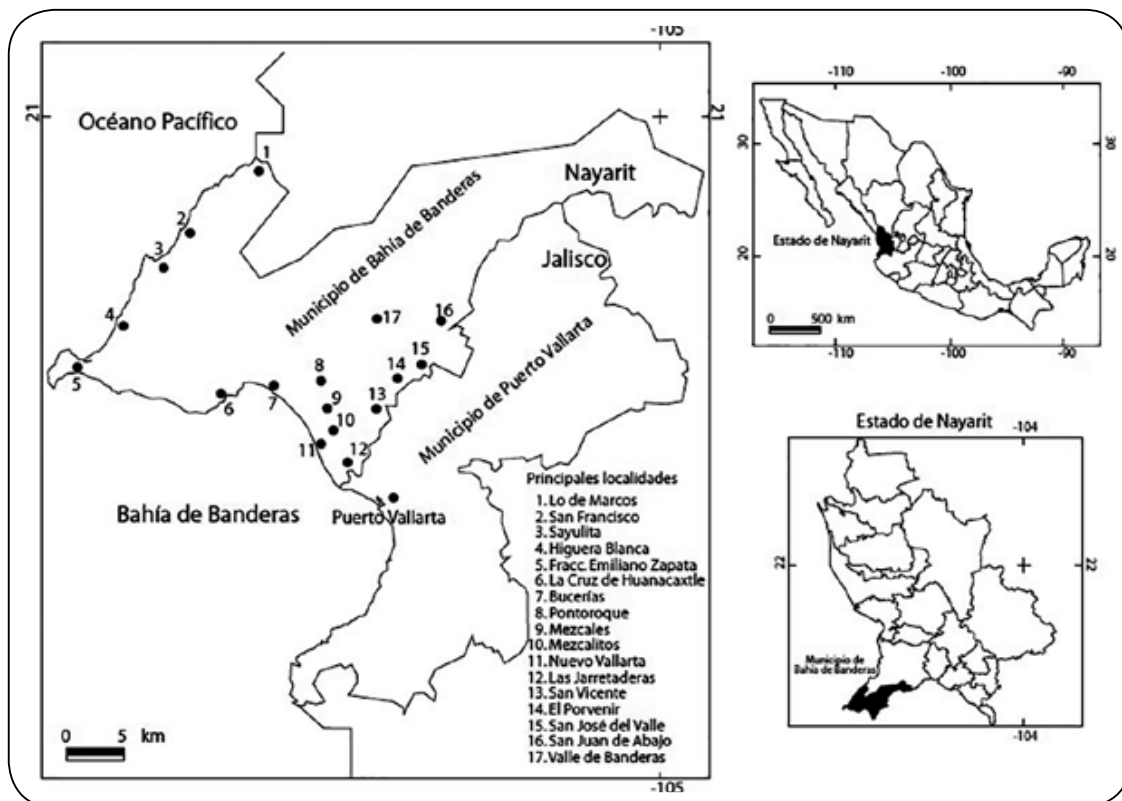 -105
21
21
Océano Pacífico
1
2
3
4
5
6
7
8
9
10
11
12
13
14
15
16
17
Municipio de Bahía de Banderas
Nayarit
Jalisco
Municipio de Puerto Vallarta
Bahía de Banderas
Puerto Vallarta
Principales localidades
1. Lo de Marcos
2. San Francisco
3. Sayulita
4. Higuera Blanca
5. Fracc. Emiliano Zapata
6. La Cruz de Huanacaxtle
7. Bucerías
8. Pontoroque
9. Mezcales
10. Mezcalitos
11. Nuevo Vallarta
12. Las Jarretaderas
13. San Vicente
14. El Porvenir
15. San José del Valle
16. San Juan de Abajo
17. Valle de Banderas
0 5 km
-105
-110 -100 -90
30
30
Estado de Nayarit
20
20
0 500 km
-110 -100 -90
Estado de Nayarit
-104
22
22
Municipio de
Bahía de Banderas
-104